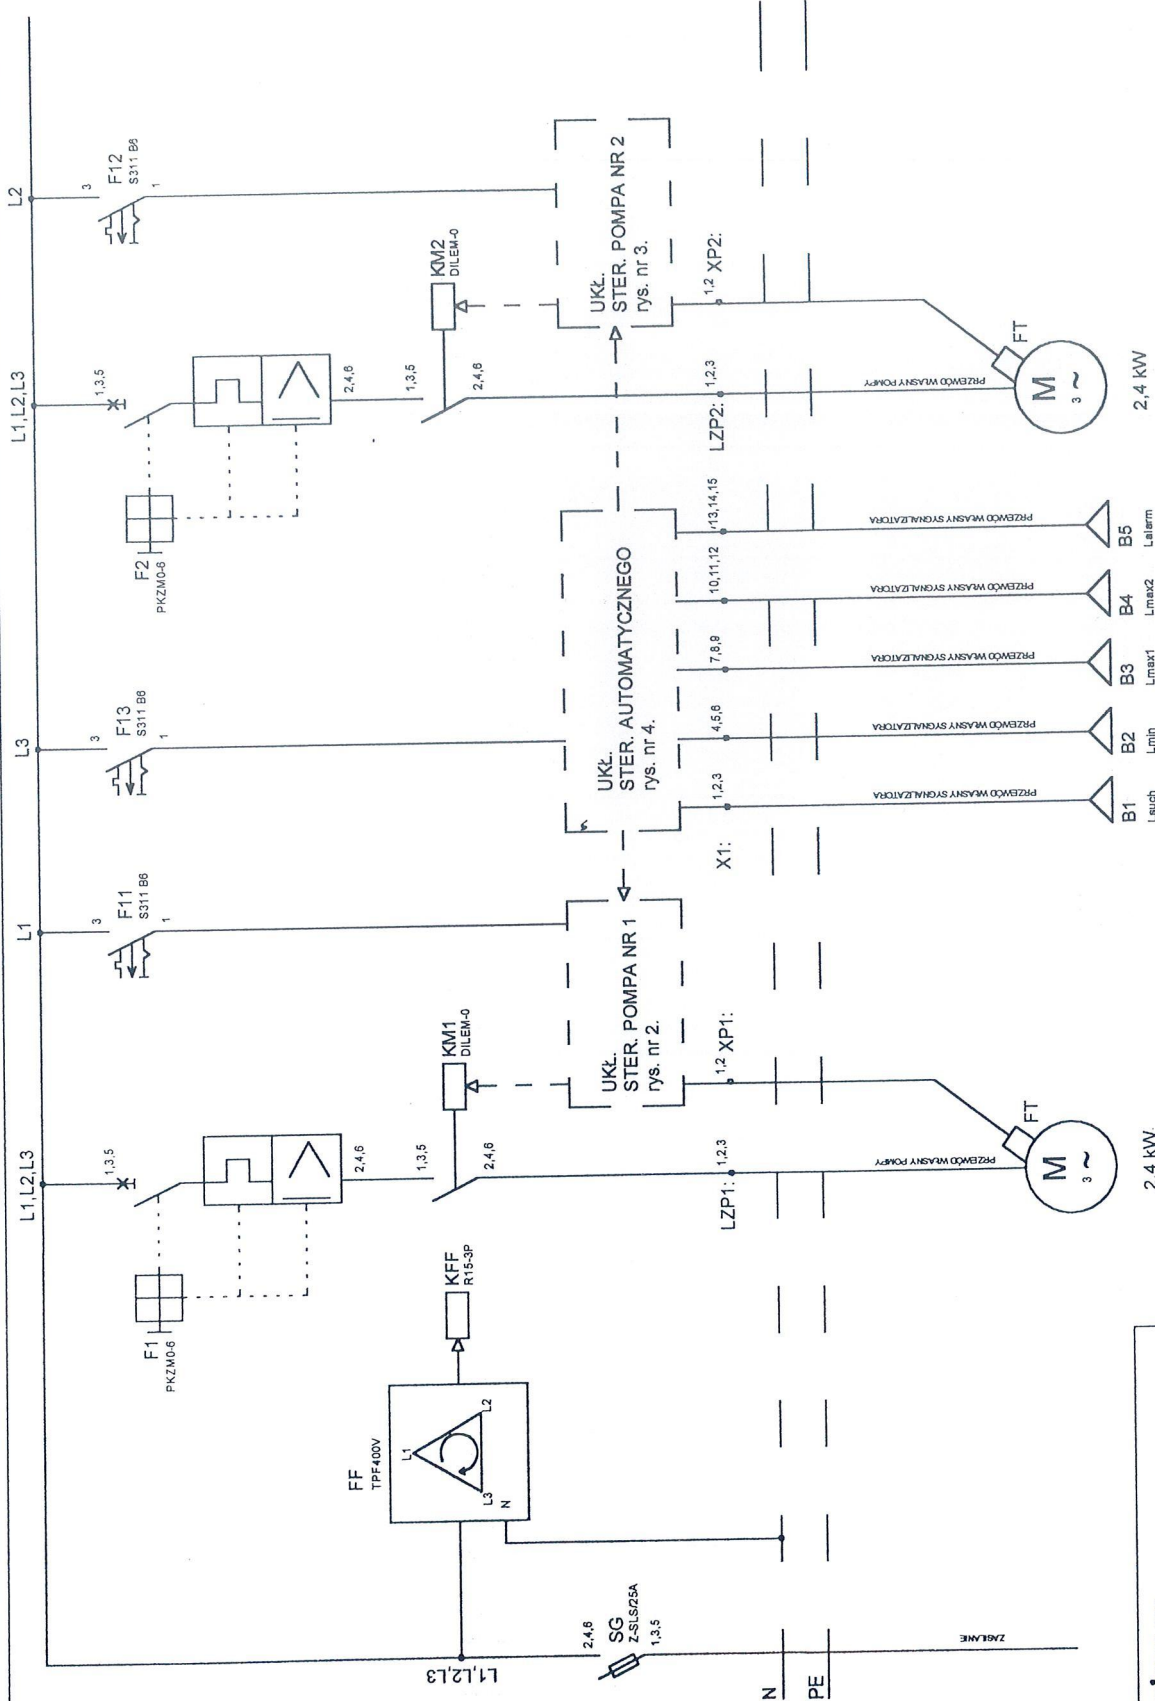 L1,L2,L3
SG
Z-SLS/25A
2,4,6
1,3,5
N
PE
ZASILANIE
FF
TPF400V
L1
L2
L3
N
KFF
R15-3P
L1,L2,L3
1,3,5
F1
PKZM0-6
2,4,6
1,3,5
KM1
DILEM-0
2,4,6
LZP1:
1,2,3
PRZEWÓD WŁASNY POMPY
M
3 ~
FT
2,4 kW
L1
3
F11
S311 B6
1
UKŁ.
STER. POMPA NR 1
rys. nr 2.
1,2 XP1:
L3
3
F13
S311 B6
1
UKŁ.
STER. AUTOMATYCZNEGO
rys. nr 4.
X1:
1,2,3
4,5,6
7,8,9
10,11,12
13,14,15
PRZEWÓD WŁASNY SYGNALIZATORA
PRZEWÓD WŁASNY SYGNALIZATORA
PRZEWÓD WŁASNY SYGNALIZATORA
PRZEWÓD WŁASNY SYGNALIZATORA
PRZEWÓD WŁASNY SYGNALIZATORA
B1
Lsuch
B2
Lmin
B3
Lmax1
B4
Lmax2
B5
Lalarm
L1,L2,L3
1,3,5
F2
PKZM0-6
2,4,6
1,3,5
KM2
DILEM-0
2,4,6
LZP2:
1,2,3
PRZEWÓD WŁASNY POMPY
M
3 ~
FT
2,4 kW
L2
3
F12
S311 B6
1
UKŁ.
STER. POMPA NR 2
rys. nr 3.
1,2 XP2: